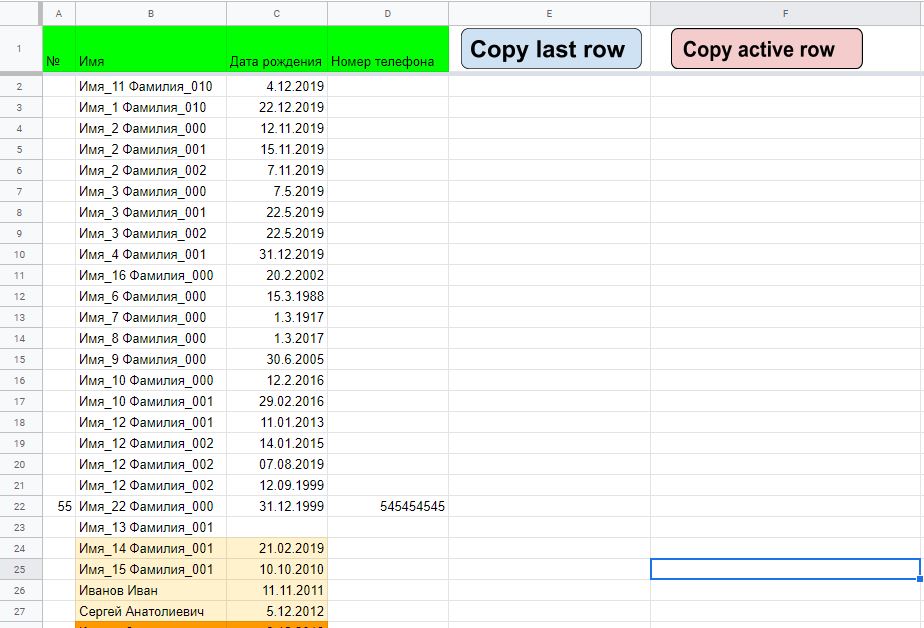 A B C D E F
1 № Имя Дата рождения Номер телефона Copy last row Copy active row
2 Имя_11 Фамилия_010 4.12.2019
3 Имя_1 Фамилия_010 22.12.2019
4 Имя_2 Фамилия_000 12.11.2019
5 Имя_2 Фамилия_001 15.11.2019
6 Имя_2 Фамилия_002 7.11.2019
7 Имя_3 Фамилия_000 7.5.2019
8 Имя_3 Фамилия_001 22.5.2019
9 Имя_3 Фамилия_002 22.5.2019
10 Имя_4 Фамилия_001 31.12.2019
11 Имя_16 Фамилия_000 20.2.2002
12 Имя_6 Фамилия_000 15.3.1988
13 Имя_7 Фамилия_000 1.3.1917
14 Имя_8 Фамилия_000 1.3.2017
15 Имя_9 Фамилия_000 30.6.2005
16 Имя_10 Фамилия_000 12.2.2016
17 Имя_10 Фамилия_001 29.02.2016
18 Имя_12 Фамилия_001 11.01.2013
19 Имя_12 Фамилия_002 14.01.2015
20 Имя_12 Фамилия_002 07.08.2019
21 Имя_12 Фамилия_002 12.09.1999
22 55 Имя_22 Фамилия_000 31.12.1999 545454545
23 Имя_13 Фамилия_001
24 Имя_14 Фамилия_001 21.02.2019
25 Имя_15 Фамилия_001 10.10.2010
26 Иванов Иван 11.11.2011
27 Сергей Анатолиевич 5.12.2012